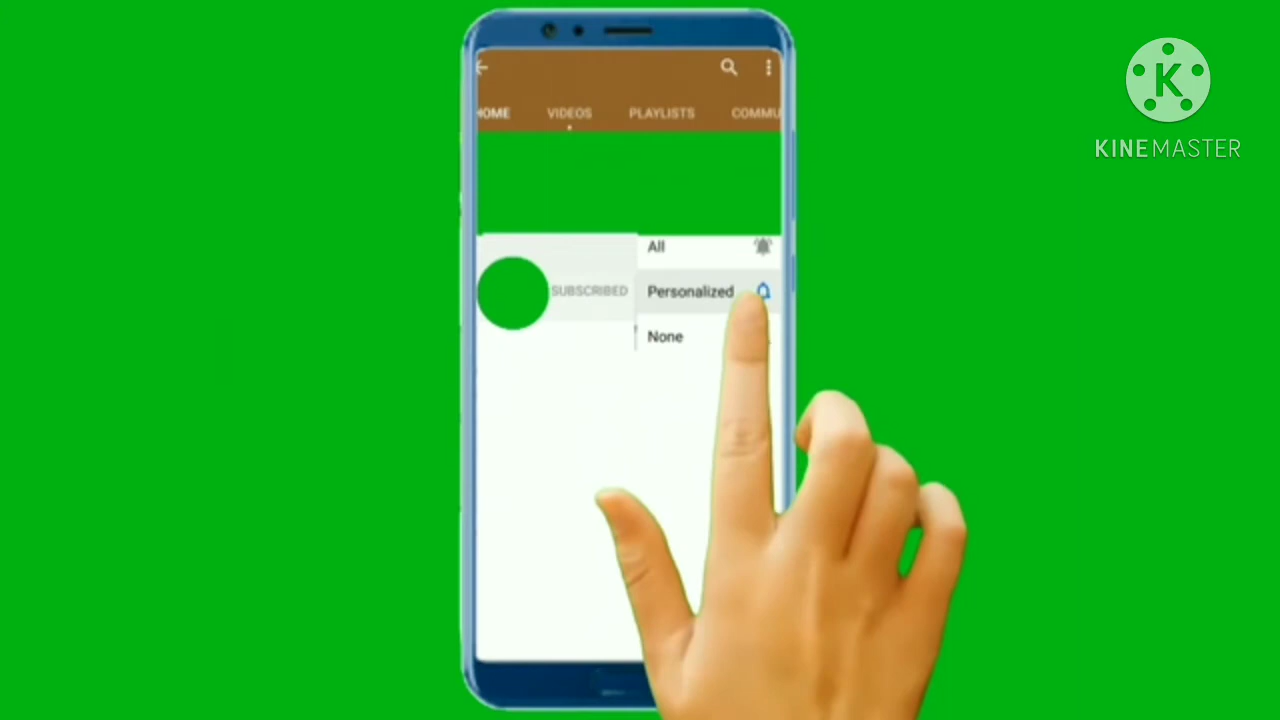 K
KINEMASTER
HOME VIDEOS PLAYLISTS COMMU
All
SUBSCRIBED Personalized
None